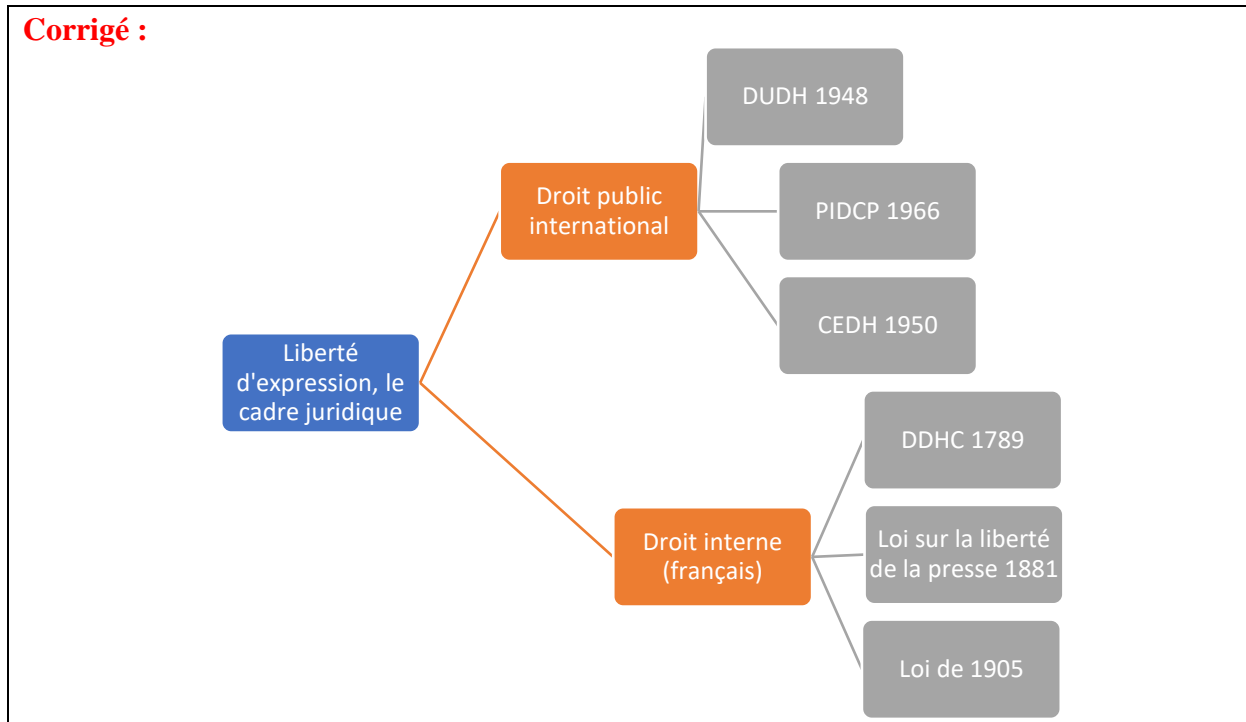 Corrigé :
DUDH 1948
Droit public
international
PIDCP 1966
CEDH 1950
Liberté
d'expression, le
cadre juridique
DDHC 1789
Droit interne
(français)
Loi sur la liberté
de la presse 1881
Loi de 1905